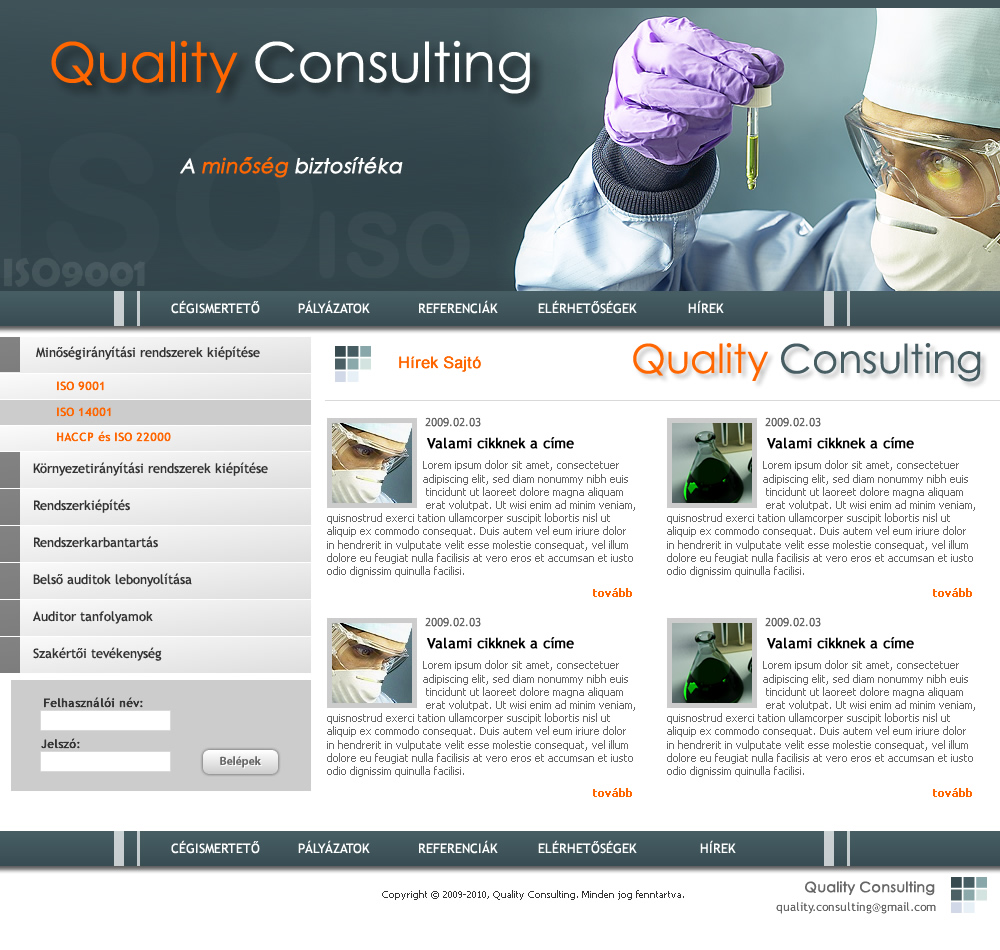 Quality Consulting
A minőség biztosítéka
ISO
ISO
ISO9001
CÉGISMERTETŐ PÁLYÁZATOK REFERENCIÁK ELÉRHETŐSÉGEK HÍREK
Minőségirányítási rendszerek kiépítése
ISO 9001
ISO 14001
HACCP és ISO 22000
Környezetirányítási rendszerek kiépítése
Rendszerkiépítés
Rendszerkarbantartás
Belső auditok lebonyolítása
Auditor tanfolyamok
Szakértői tevékenység
Felhasználói név:
Jelszó:
Belépek
Hírek Sajtó
Quality Consulting
2009.02.03
Valami cikknek a címe
Lorem ipsum dolor sit amet, consectetuer
adipiscing elit, sed diam nonummy nibh euis
tincidunt ut laoreet dolore magna aliquam
erat volutpat. Ut wisi enim ad minim veniam,
quisnostrud exerci tation ullamcorper suscipit lobortis nisl ut
aliquip ex commodo consequat. Duis autem vel eum iriure dolor
in hendrerit in vulputate velit esse molestie consequat, vel illum
dolore eu feugiat nulla facilisis at vero eros et accumsan et iusto
odio dignissim quinulla facilisi.
tovább
2009.02.03
Valami cikknek a címe
Lorem ipsum dolor sit amet, consectetuer
adipiscing elit, sed diam nonummy nibh euis
tincidunt ut laoreet dolore magna aliquam
erat volutpat. Ut wisi enim ad minim veniam,
quisnostrud exerci tation ullamcorper suscipit lobortis nisl ut
aliquip ex commodo consequat. Duis autem vel eum iriure dolor
in hendrerit in vulputate velit esse molestie consequat, vel illum
dolore eu feugiat nulla facilisis at vero eros et accumsan et iusto
odio dignissim quinulla facilisi.
tovább
2009.02.03
Valami cikknek a címe
Lorem ipsum dolor sit amet, consectetuer
adipiscing elit, sed diam nonummy nibh euis
tincidunt ut laoreet dolore magna aliquam
erat volutpat. Ut wisi enim ad minim veniam,
quisnostrud exerci tation ullamcorper suscipit lobortis nisl ut
aliquip ex commodo consequat. Duis autem vel eum iriure dolor
in hendrerit in vulputate velit esse molestie consequat, vel illum
dolore eu feugiat nulla facilisis at vero eros et accumsan et iusto
odio dignissim quinulla facilisi.
tovább
2009.02.03
Valami cikknek a címe
Lorem ipsum dolor sit amet, consectetuer
adipiscing elit, sed diam nonummy nibh euis
tincidunt ut laoreet dolore magna aliquam
erat volutpat. Ut wisi enim ad minim veniam,
quisnostrud exerci tation ullamcorper suscipit lobortis nisl ut
aliquip ex commodo consequat. Duis autem vel eum iriure dolor
in hendrerit in vulputate velit esse molestie consequat, vel illum
dolore eu feugiat nulla facilisis at vero eros et accumsan et iusto
odio dignissim quinulla facilisi.
tovább
CÉGISMERTETŐ PÁLYÁZATOK REFERENCIÁK ELÉRHETŐSÉGEK HÍREK
Copyright © 2009-2010, Quality Consulting. Minden jog fenntartva.
Quality Consulting
quality.consulting@gmail.com